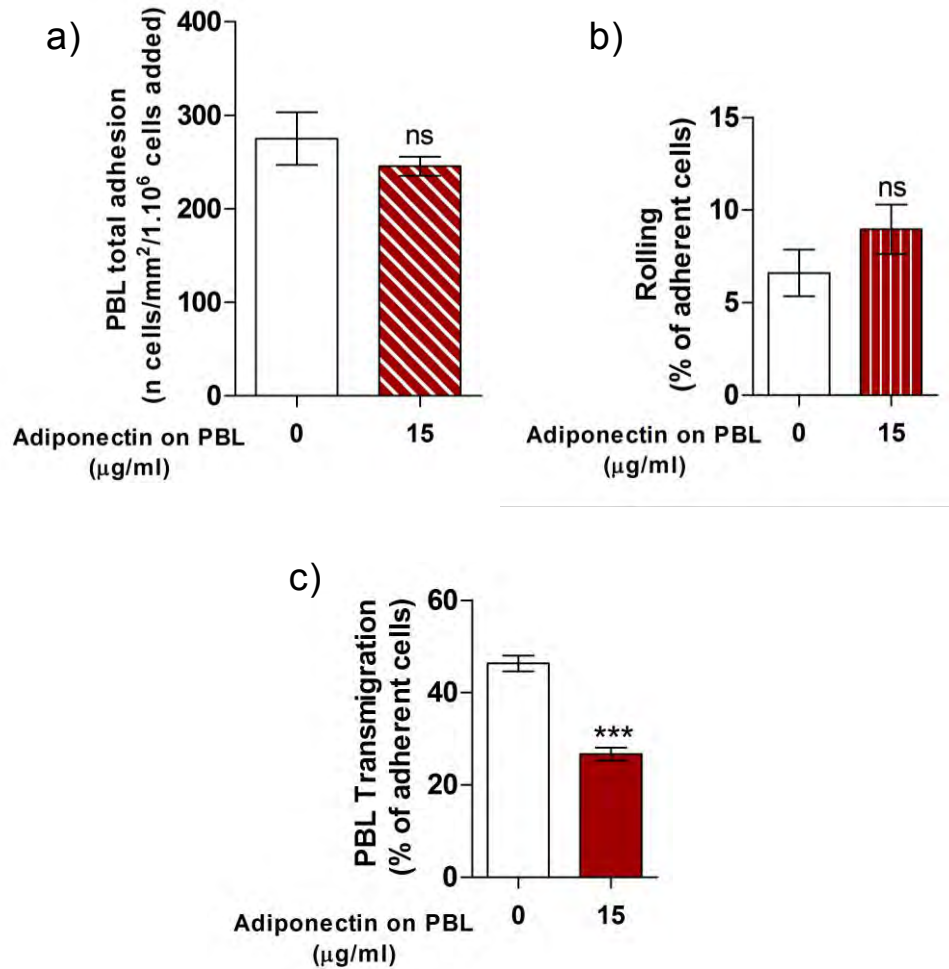 a)
PBL total adhesion
(n cells/mm²/1.10⁶ cells added)
400
300
200
100
0
ns
0
15
Adiponectin on PBL
(μg/ml)
b)
Rolling
(% of adherent cells)
15
10
5
0
ns
0
15
Adiponectin on PBL
(μg/ml)
c)
PBL Transmigration
(% of adherent cells)
60
40
20
0
***
0
15
Adiponectin on PBL
(μg/ml)